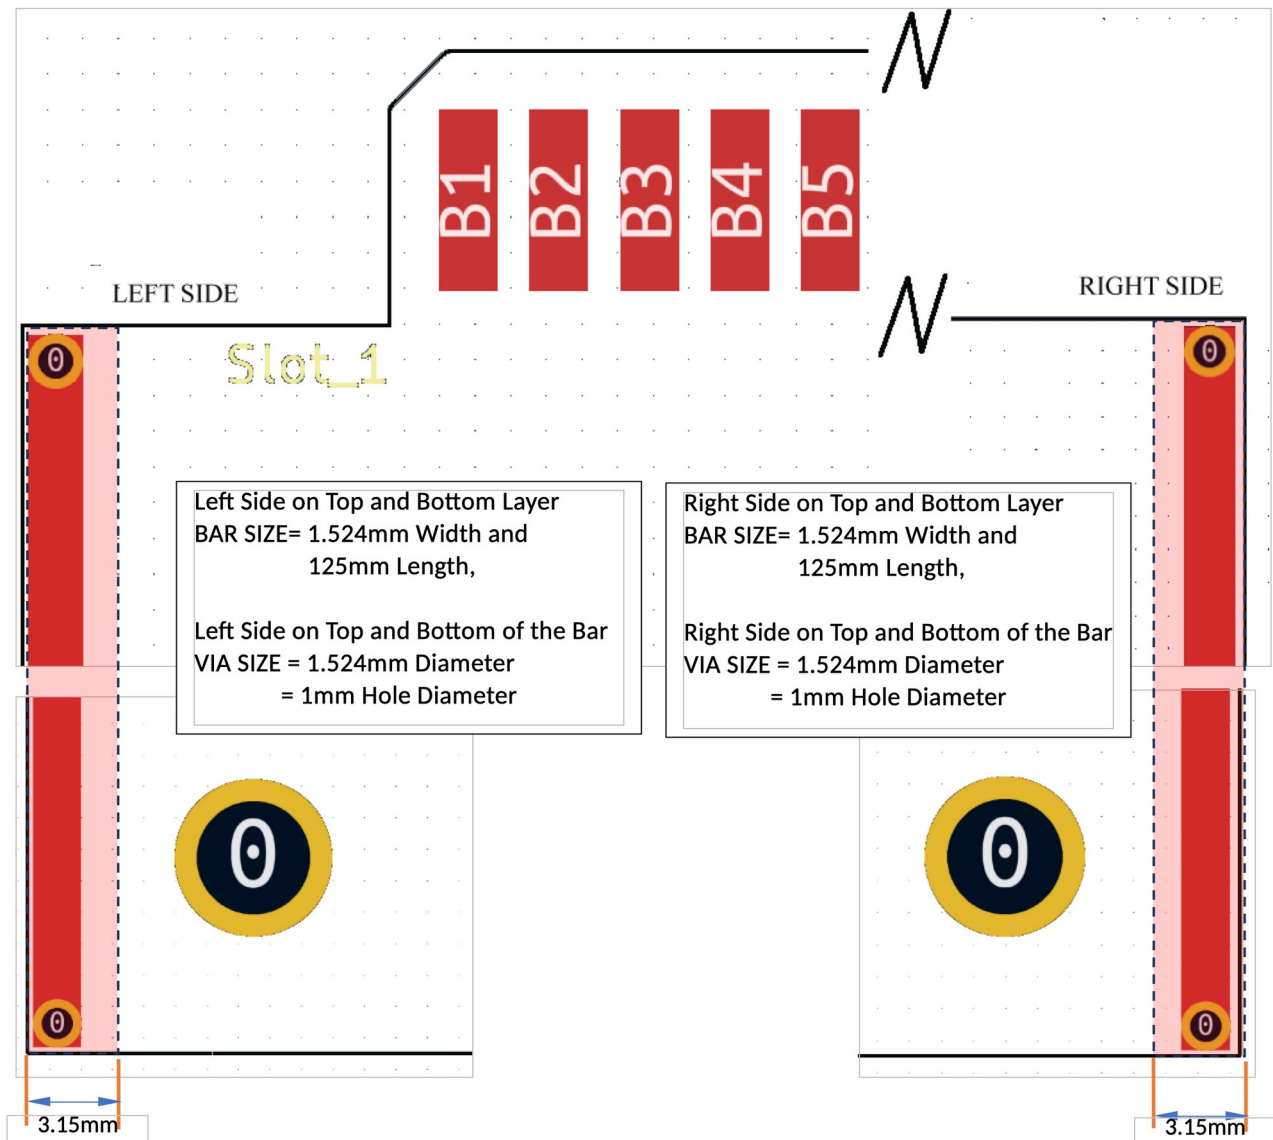 B1 B2 B3 B4 B5
LEFT SIDE
RIGHT SIDE
0
0
Slot_1
Left Side on Top and Bottom Layer
BAR SIZE= 1.524mm Width and
125mm Length,
Left Side on Top and Bottom of the Bar
VIA SIZE = 1.524mm Diameter
= 1mm Hole Diameter
Right Side on Top and Bottom Layer
BAR SIZE= 1.524mm Width and
125mm Length,
Right Side on Top and Bottom of the Bar
VIA SIZE = 1.524mm Diameter
= 1mm Hole Diameter
0
0
0
0
3.15mm
3.15mm